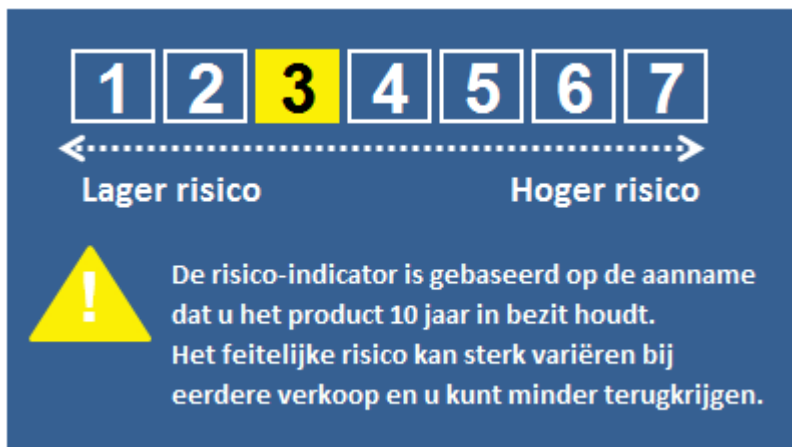 1 2 3 4 5 6 7
Lager risico Hoger risico
!
De risico-indicator is gebaseerd op de aanname
dat u het product 10 jaar in bezit houdt.
Het feitelijke risico kan sterk variëren bij
eerdere verkoop en u kunt minder terugkrijgen.